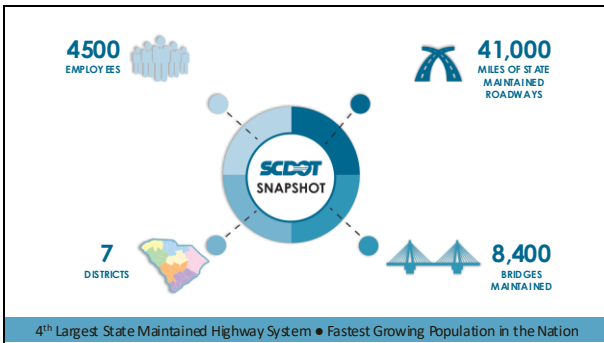 4500
EMPLOYEES
41,000
MILES OF STATE
MAINTAINED
ROADWAYS
SCDOT
SNAPSHOT
7
DISTRICTS
8,400
BRIDGES
MAINTAINED
4th Largest State Maintained Highway System ● Fastest Growing Population in the Nation